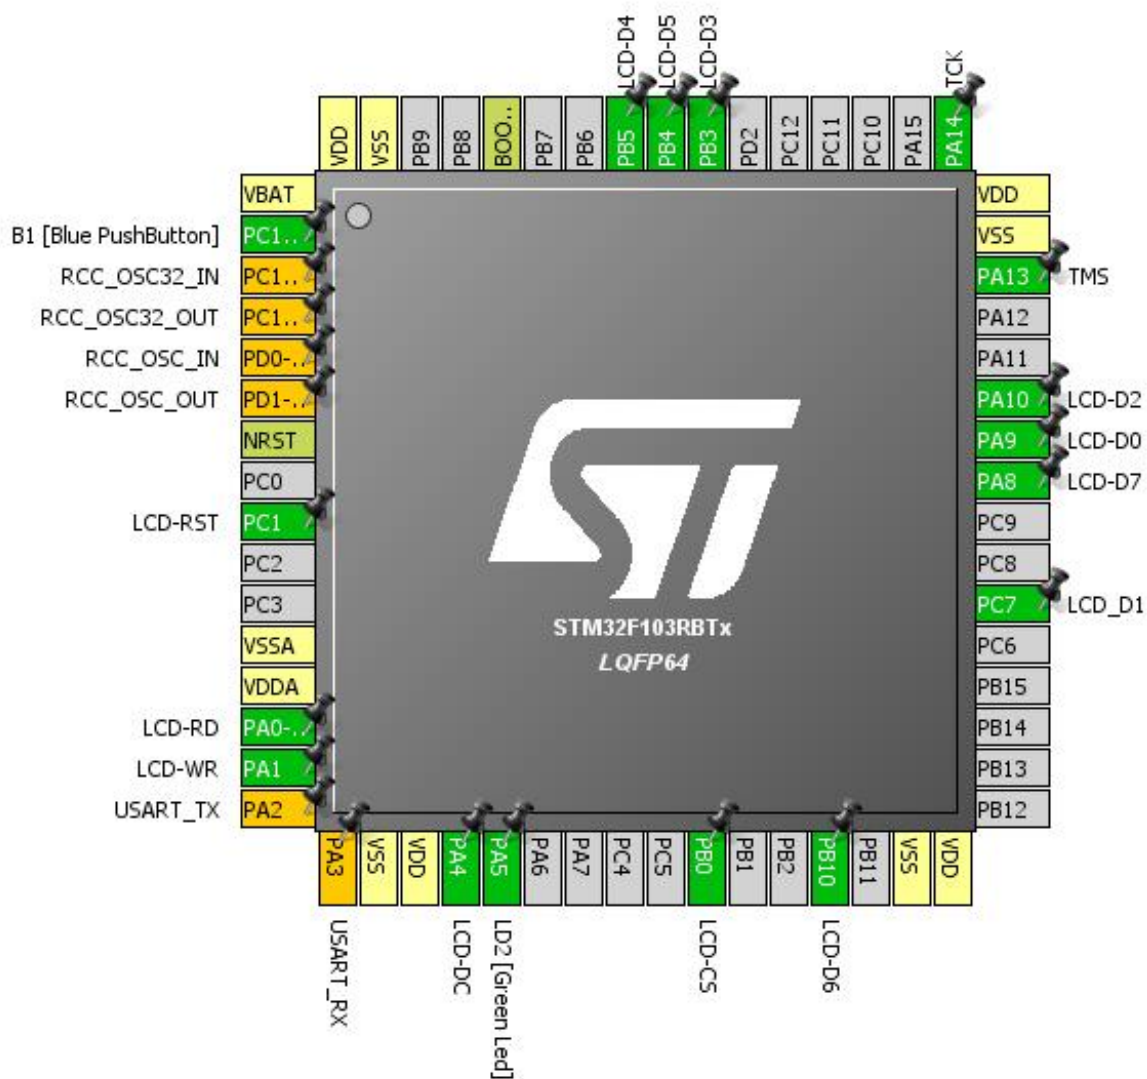 LCD-D4
LCD-D5
LCD-D3
TCK
VDD
VSS
PB9
PB8
BOO..
PB7
PB6
PB5
PB4
PB3
PD2
PC12
PC11
PC10
PA15
PA14
VBAT
B1 [Blue PushButton] PC1..
RCC_OSC32_IN PC1..
RCC_OSC32_OUT PC1..
RCC_OSC_IN PD0-..
RCC_OSC_OUT PD1-..
NRST
PC0
LCD-RST PC1
PC2
PC3
VSSA
VDDA
LCD-RD PA0-..
LCD-WR PA1
USART_TX PA2
VDD
VSS
PA13 TMS
PA12
PA11
PA10 LCD-D2
PA9 LCD-D0
PA8 LCD-D7
PC9
PC8
PC7 LCD_D1
PC6
PB15
PB14
PB13
PB12
ST
STM32F103RBTx
LQFP64
PA3
VSS
VDD
PA4
PA5
PA6
PA7
PC4
PC5
PB0
PB1
PB2
PB10
PB11
VSS
VDD
USART_RX
LCD-DC
LD2 [Green Led]
LCD-CS
LCD-D6